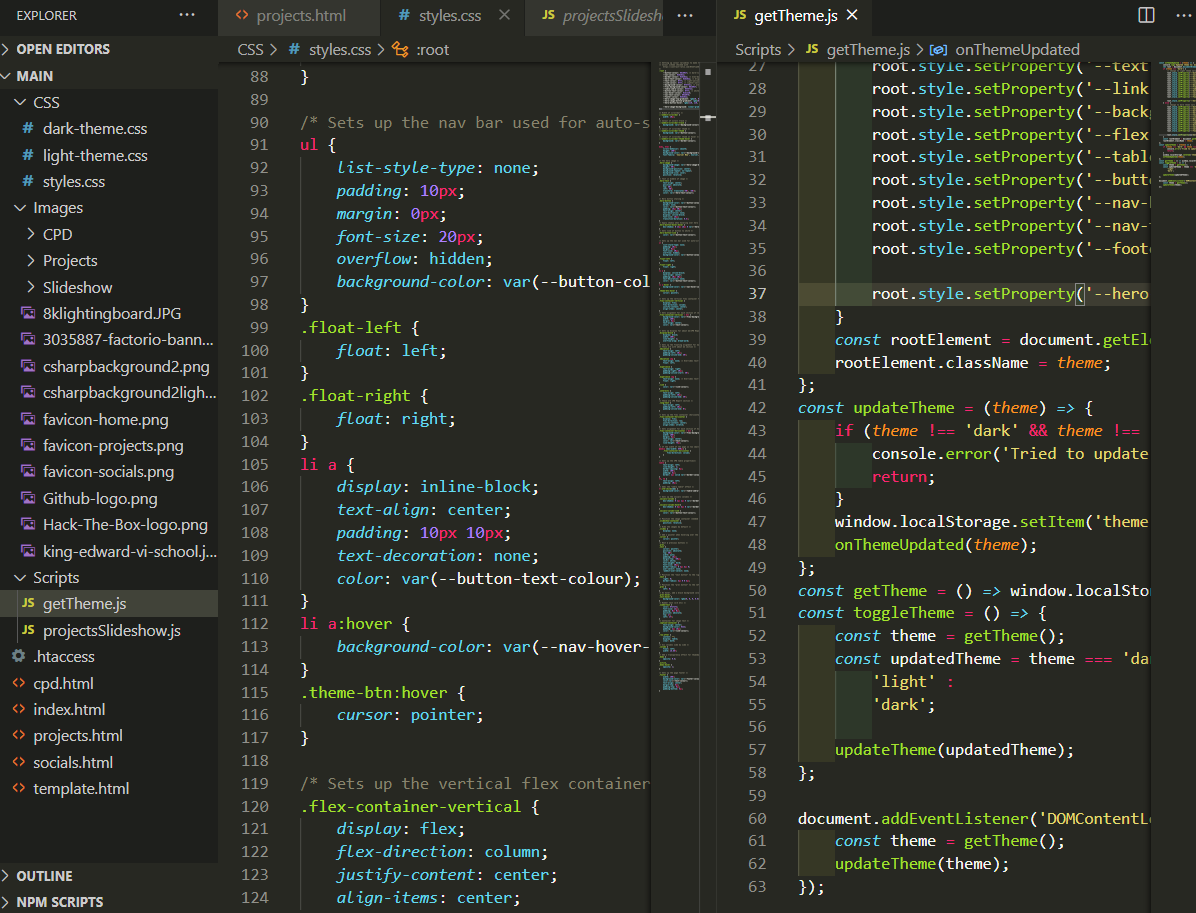 EXPLORER
OPEN EDITORS
MAIN
CSS
# dark-theme.css
# light-theme.css
# styles.css
Images
CPD
Projects
Slideshow
8klightingboard.JPG
3035887-factorio-bann...
csharpbackground2.png
csharpbackground2ligh...
favicon-home.png
favicon-projects.png
favicon-socials.png
Github-logo.png
Hack-The-Box-logo.png
king-edward-vi-school.j...
Scripts
JS getTheme.js
JS projectsSlideshow.js
.htaccess
<> cpd.html
<> index.html
<> projects.html
<> socials.html
<> template.html
OUTLINE
NPM SCRIPTS
<> projects.html # styles.css × JS projectsSlidesh ···
CSS > # styles.css > :root
88 }
89
90 /* Sets up the nav bar used for auto-s
91 ul {
92 list-style-type: none;
93 padding: 10px;
94 margin: 0px;
95 font-size: 20px;
96 overflow: hidden;
97 background-color: var(--button-col
98 }
99 .float-left {
100 float: left;
101 }
102 .float-right {
103 float: right;
104 }
105 li a {
106 display: inline-block;
107 text-align: center;
108 padding: 10px 10px;
109 text-decoration: none;
110 color: var(--button-text-colour);
111 }
112 li a:hover {
113 background-color: var(--nav-hover-
114 }
115 .theme-btn:hover {
116 cursor: pointer;
117 }
118
119 /* Sets up the vertical flex container
120 .flex-container-vertical {
121 display: flex;
122 flex-direction: column;
123 justify-content: center;
124 align-items: center;
JS getTheme.js ×
Scripts > JS getTheme.js > onThemeUpdated
27 root.style.setProperty('--text
28 root.style.setProperty('--link
29 root.style.setProperty('--backg
30 root.style.setProperty('--flex
31 root.style.setProperty('--tabl
32 root.style.setProperty('--butt
33 root.style.setProperty('--nav-
34 root.style.setProperty('--nav-
35 root.style.setProperty('--foot
36
37 root.style.setProperty('--hero
38 }
39 const rootElement = document.getEl
40 rootElement.className = theme;
41 };
42 const updateTheme = (theme) => {
43 if (theme !== 'dark' && theme !==
44 console.error('Tried to update
45 return;
46 }
47 window.localStorage.setItem('theme
48 onThemeUpdated(theme);
49 };
50 const getTheme = () => window.localSto
51 const toggleTheme = () => {
52 const theme = getTheme();
53 const updatedTheme = theme === 'da
54 'light' :
55 'dark';
56
57 updateTheme(updatedTheme);
58 };
59
60 document.addEventListener('DOMContentL
61 const theme = getTheme();
62 updateTheme(theme);
63 });